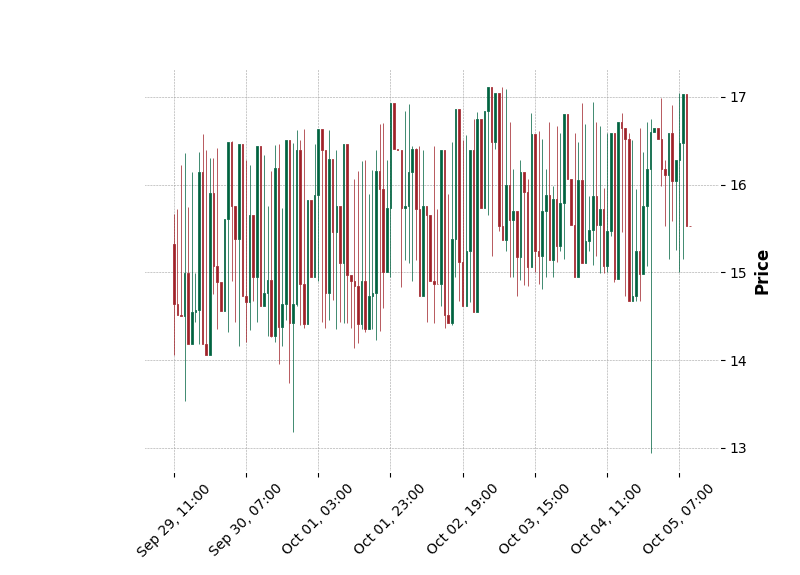 17
16
15
14
13
Price
Sep 29, 11:00
Sep 30, 07:00
Oct 01, 03:00
Oct 01, 23:00
Oct 02, 19:00
Oct 03, 15:00
Oct 04, 11:00
Oct 05, 07:00